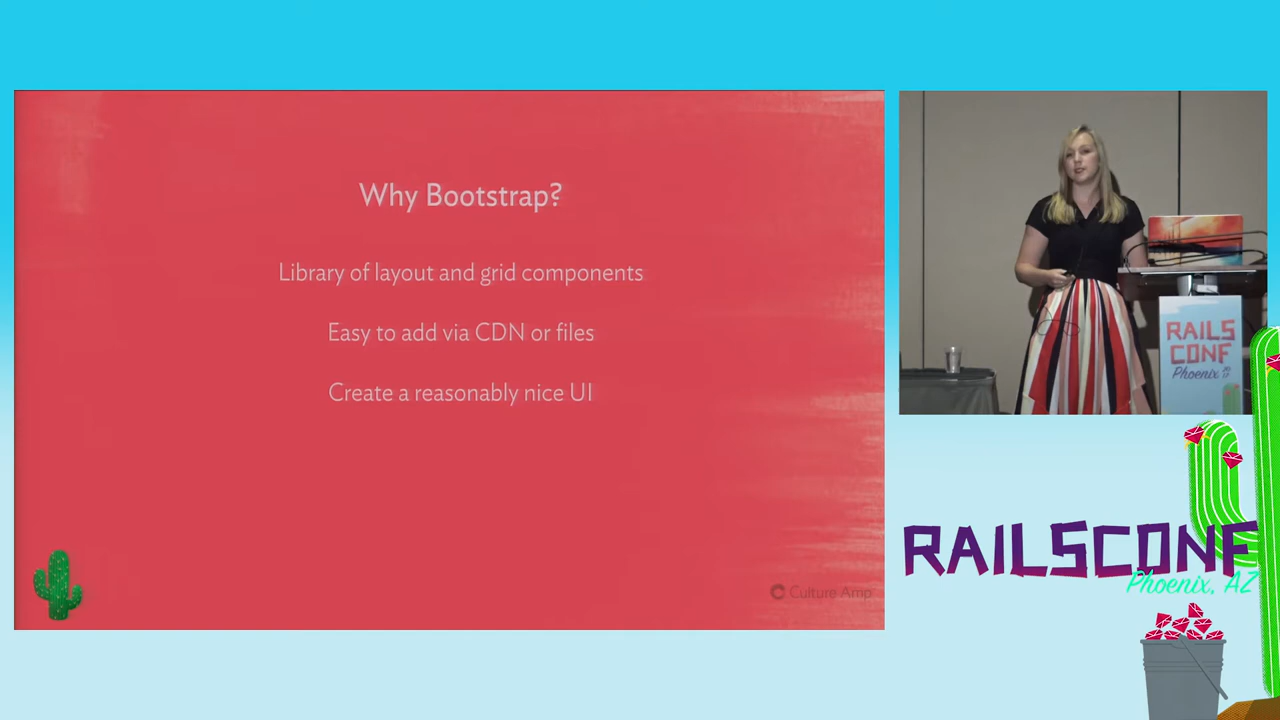 Why Bootstrap?
Library of layout and grid components
Easy to add via CDN or files
Create a reasonably nice UI
Culture Amp
RAILS
CONF
Phoenix 2017
RAILSCONF
Phoenix, AZ